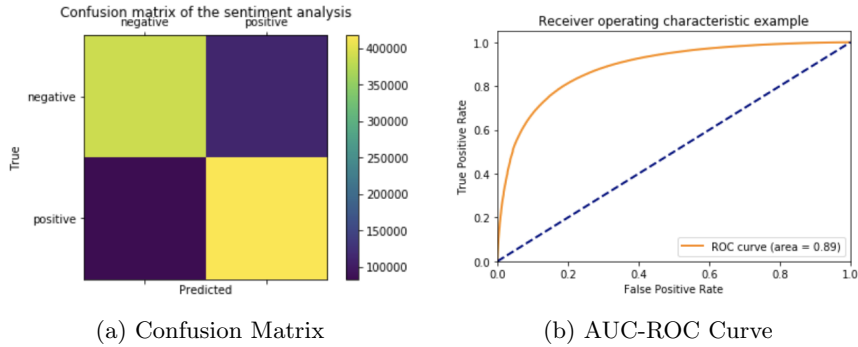 Confusion matrix of the sentiment analysis
negative positive
negative
positive
True
Predicted
400000
350000
300000
250000
200000
150000
100000
(a) Confusion Matrix
Receiver operating characteristic example
1.0
0.8
0.6
0.4
0.2
0.0
True Positive Rate
0.0 0.2 0.4 0.6 0.8 1.0
False Positive Rate
ROC curve (area = 0.89)
(b) AUC-ROC Curve